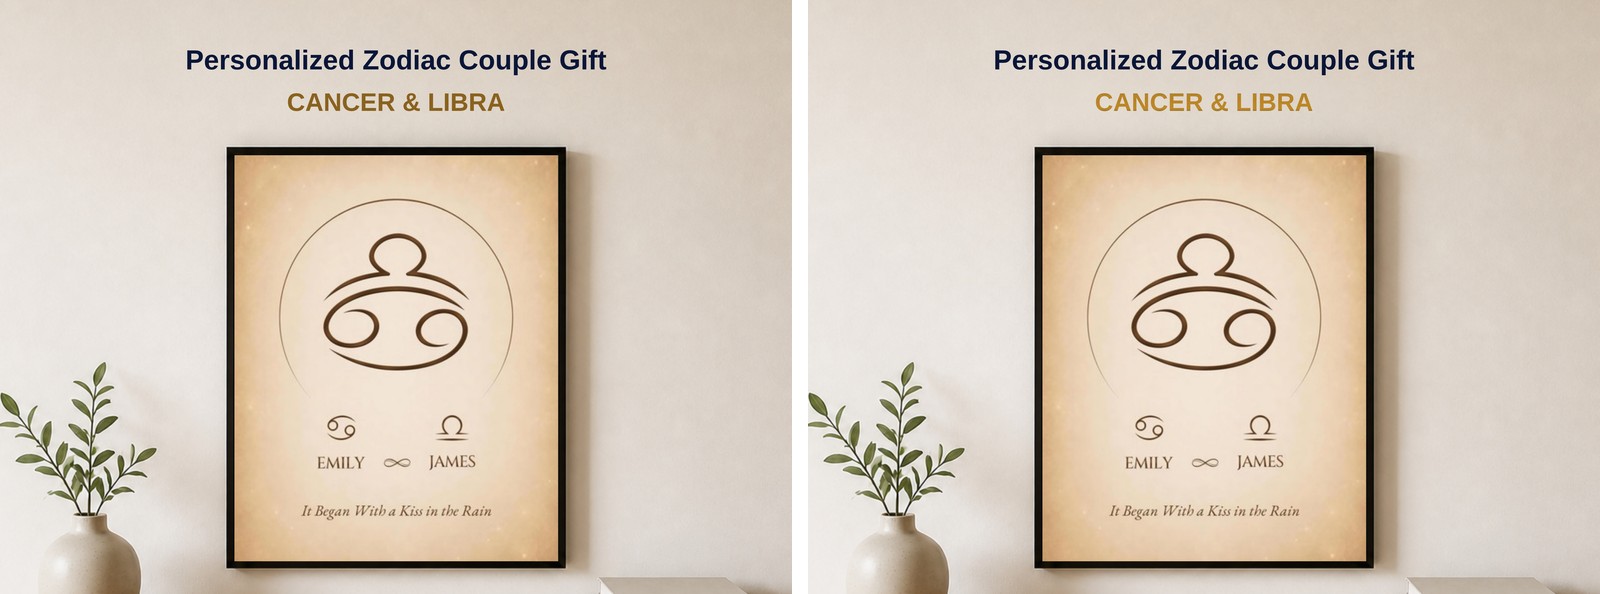 Personalized Zodiac Couple Gift
CANCER & LIBRA
EMILY ∞ JAMES
It Began With a Kiss in the Rain
Personalized Zodiac Couple Gift
CANCER & LIBRA
EMILY ∞ JAMES
It Began With a Kiss in the Rain